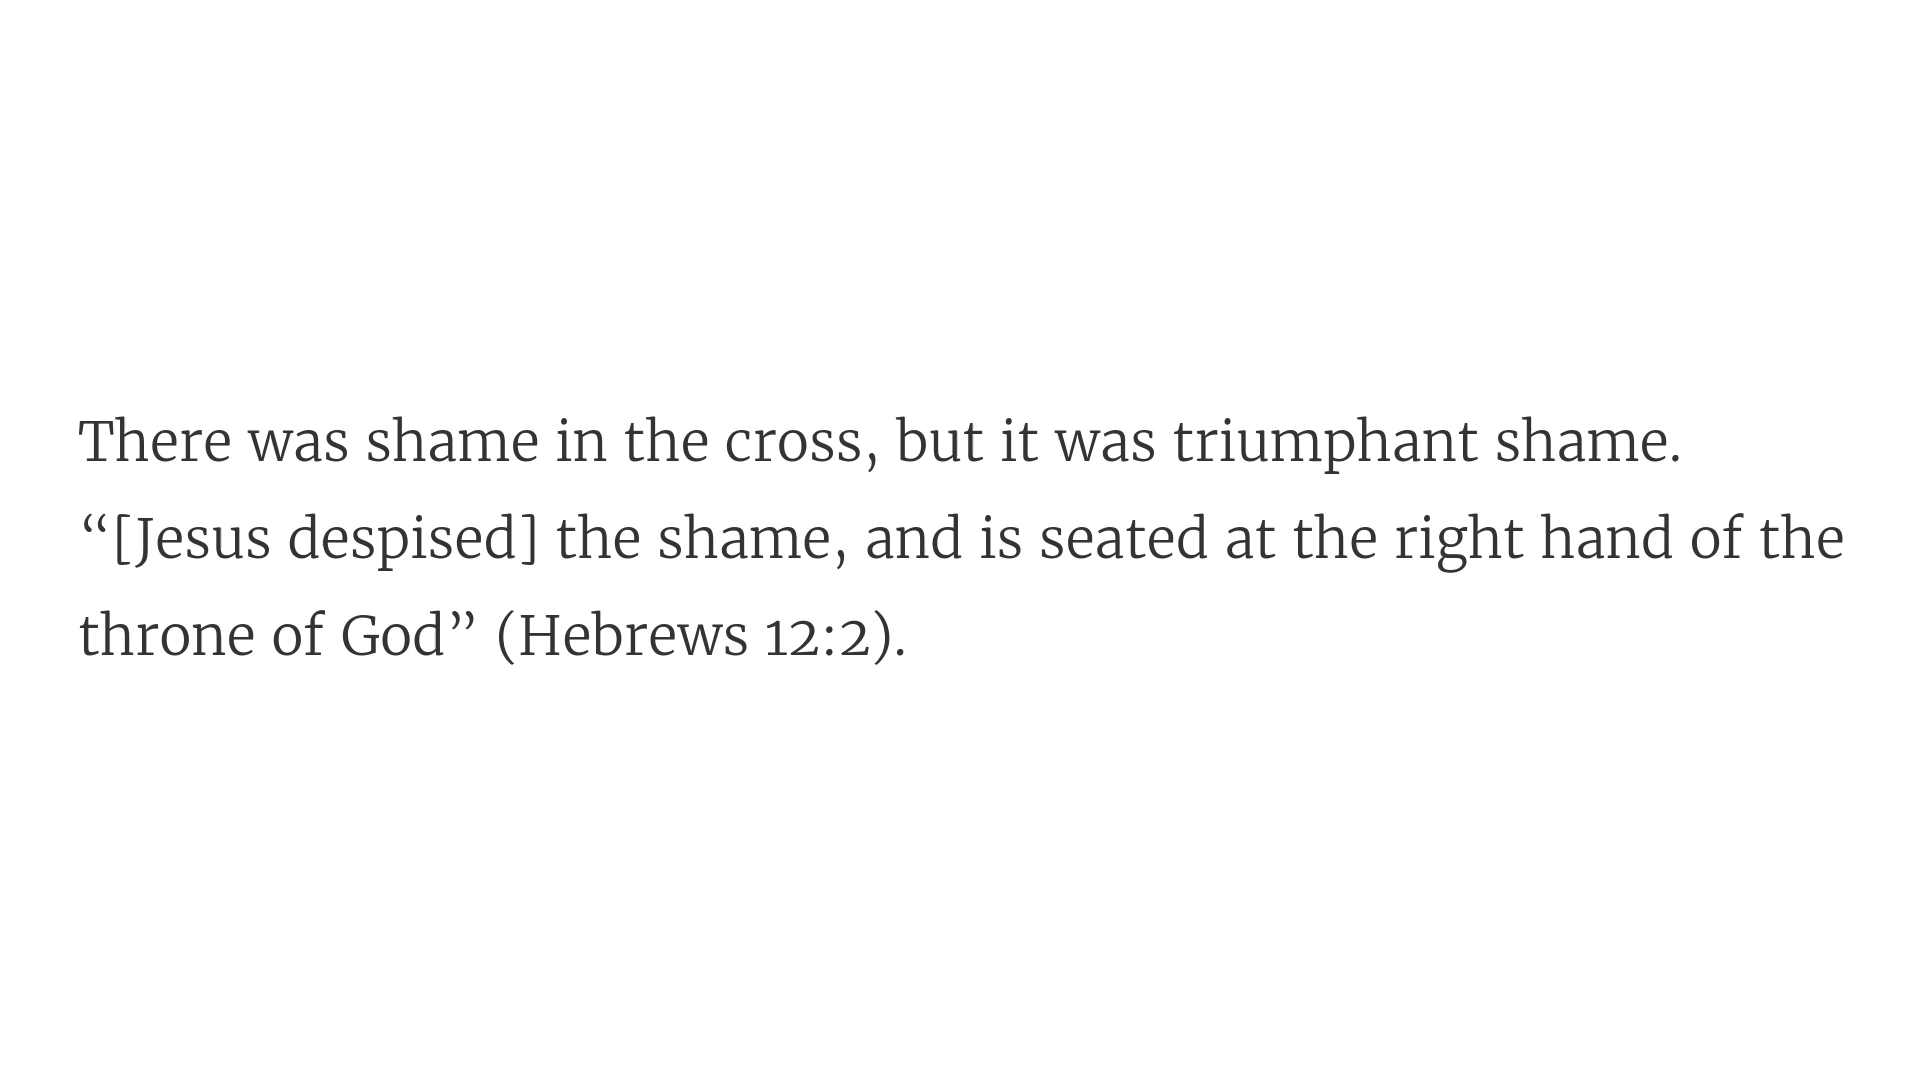 There was shame in the cross, but it was triumphant shame.
“[Jesus despised] the shame, and is seated at the right hand of the
throne of God” (Hebrews 12:2).